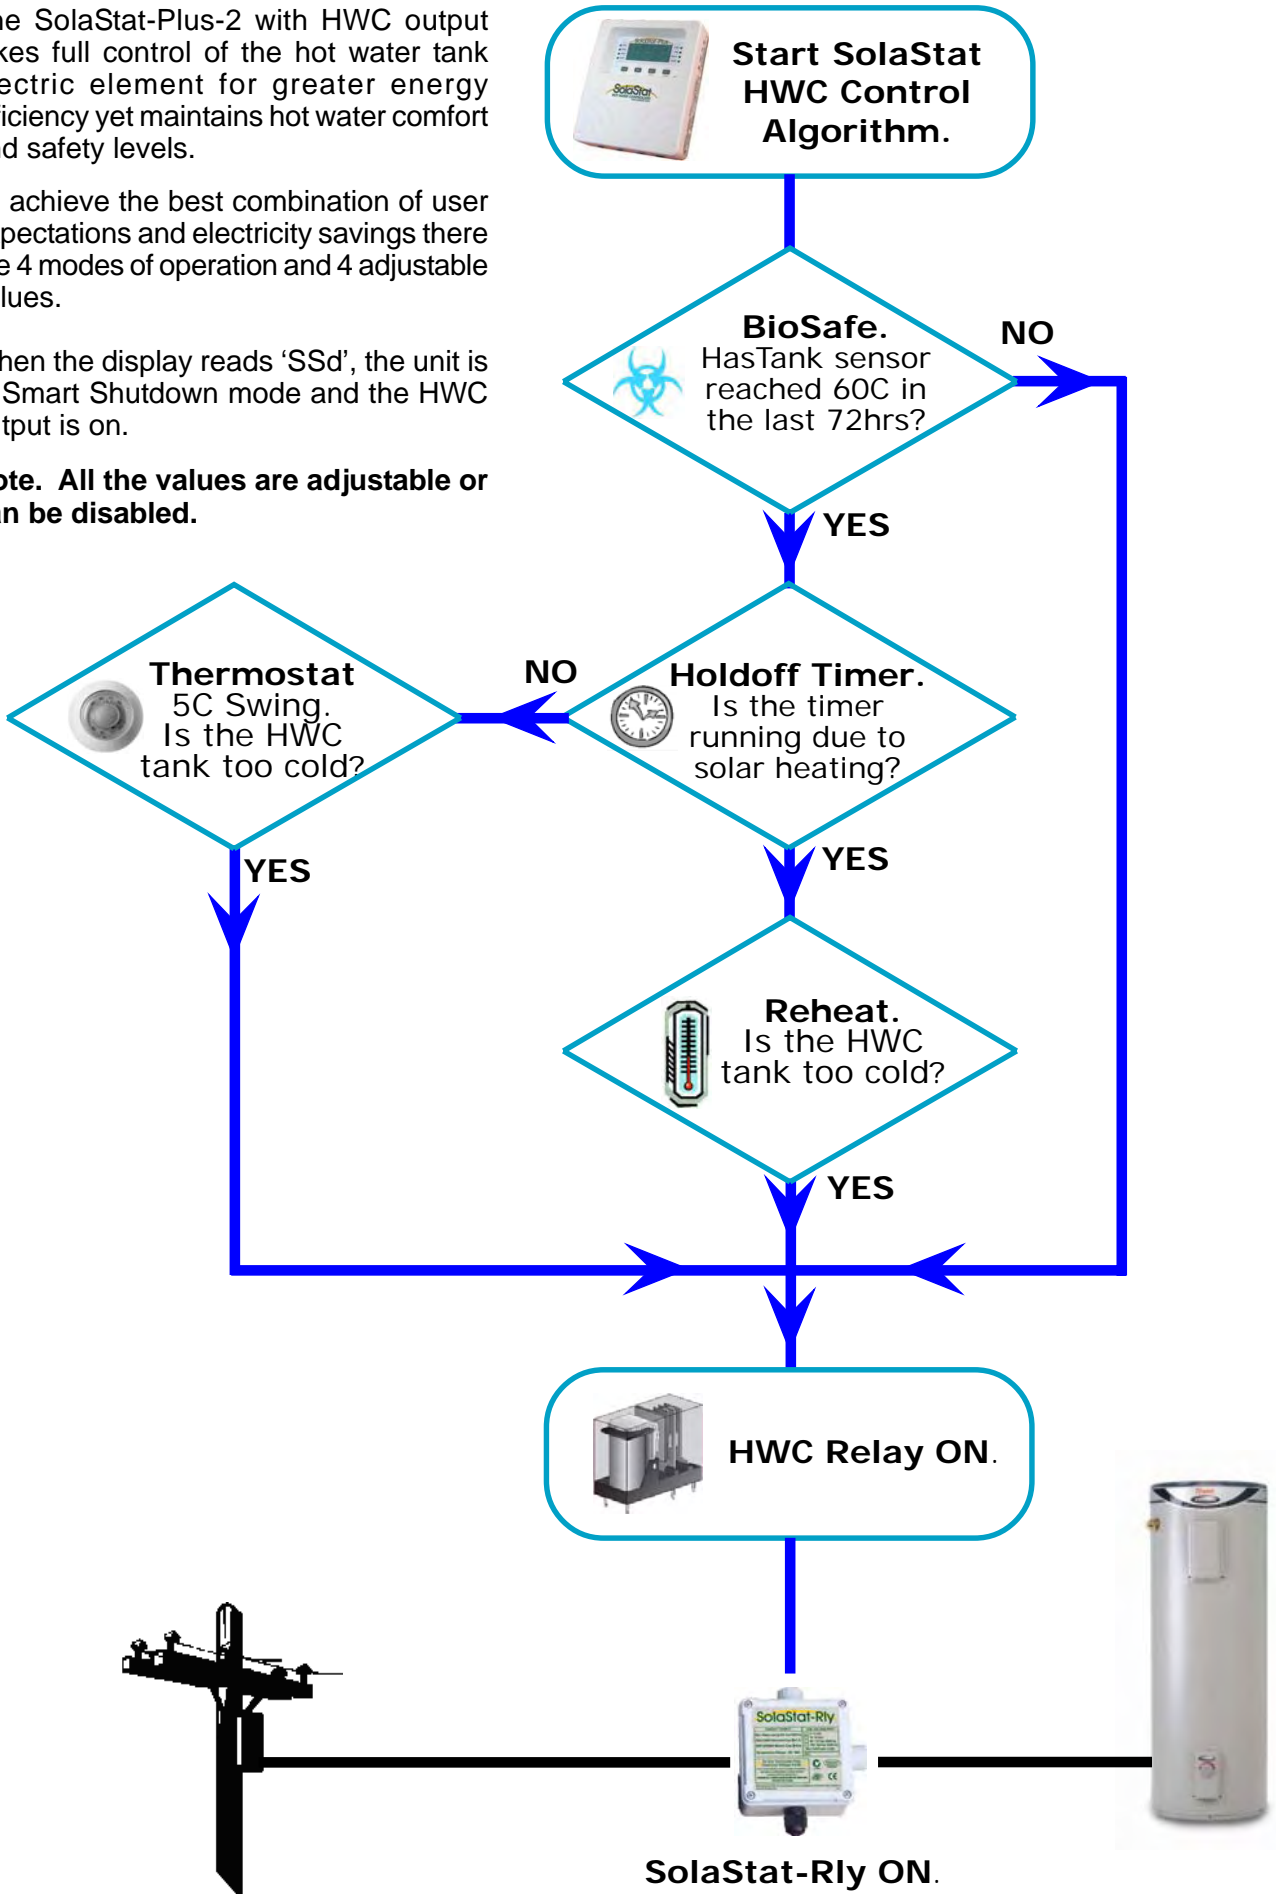 he SolaStat-Plus-2 with HWC output
kes full control of the hot water tank
ectric element for greater energy
ficiency yet maintains hot water comfort
nd safety levels.
achieve the best combination of user
pectations and electricity savings there
e 4 modes of operation and 4 adjustable
lues.
hen the display reads ‘SSd’, the unit is
Smart Shutdown mode and the HWC
tput is on.
ote. All the values are adjustable or
an be disabled.
SolaStat
Start SolaStat
HWC Control
Algorithm.
BioSafe.
HasTank sensor
reached 60C in
the last 72hrs?
NO
YES
Thermostat
5C Swing.
Is the HWC
tank too cold?
NO
Holdoff Timer.
Is the timer
running due to
solar heating?
YES
YES
Reheat.
Is the HWC
tank too cold?
YES
HWC Relay ON.
SolaStat-Rly
SolaStat-Rly ON.